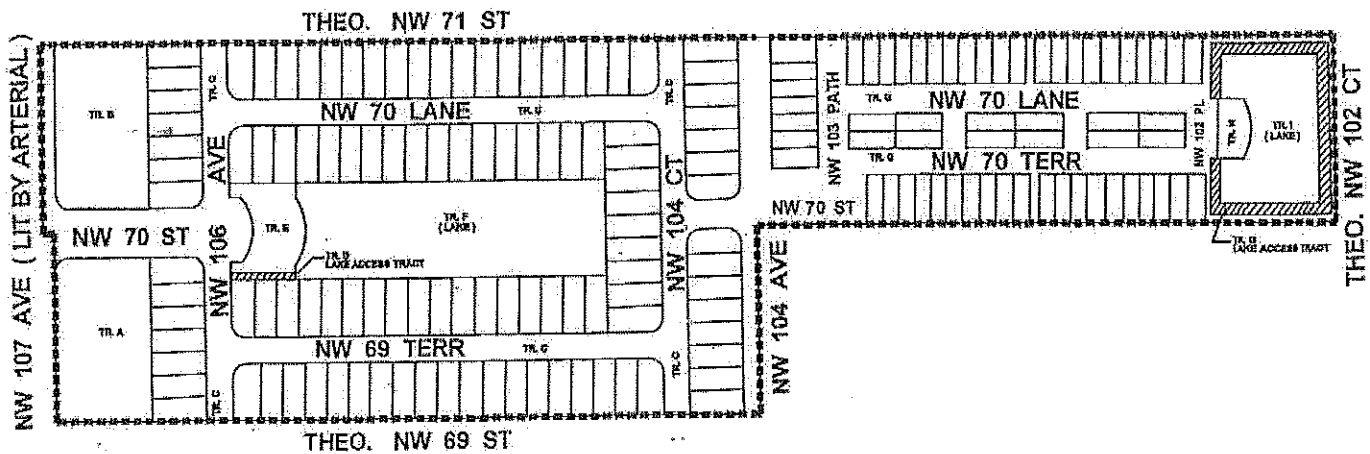 THEO. NW 71 ST
NW 107 AVE (LIT BY ARTERIAL)
TR. B
NW 70 LANE
NW 106 AVE
NW 70 ST
TR. E
TR. F
(LAKE)
LAKE ACCESS TRACT
TR. A
NW 69 TERR
TR. C
TR. C
THEO. NW 69 ST
NW 104 CT
NW 104 AVE
NW 103 PATH
NW 70 LANE
NW 70 TERR
NW 70 ST
NW 102 PL
TR. I
(LAKE)
LAKE ACCESS TRACT
THEO. NW 102 CT